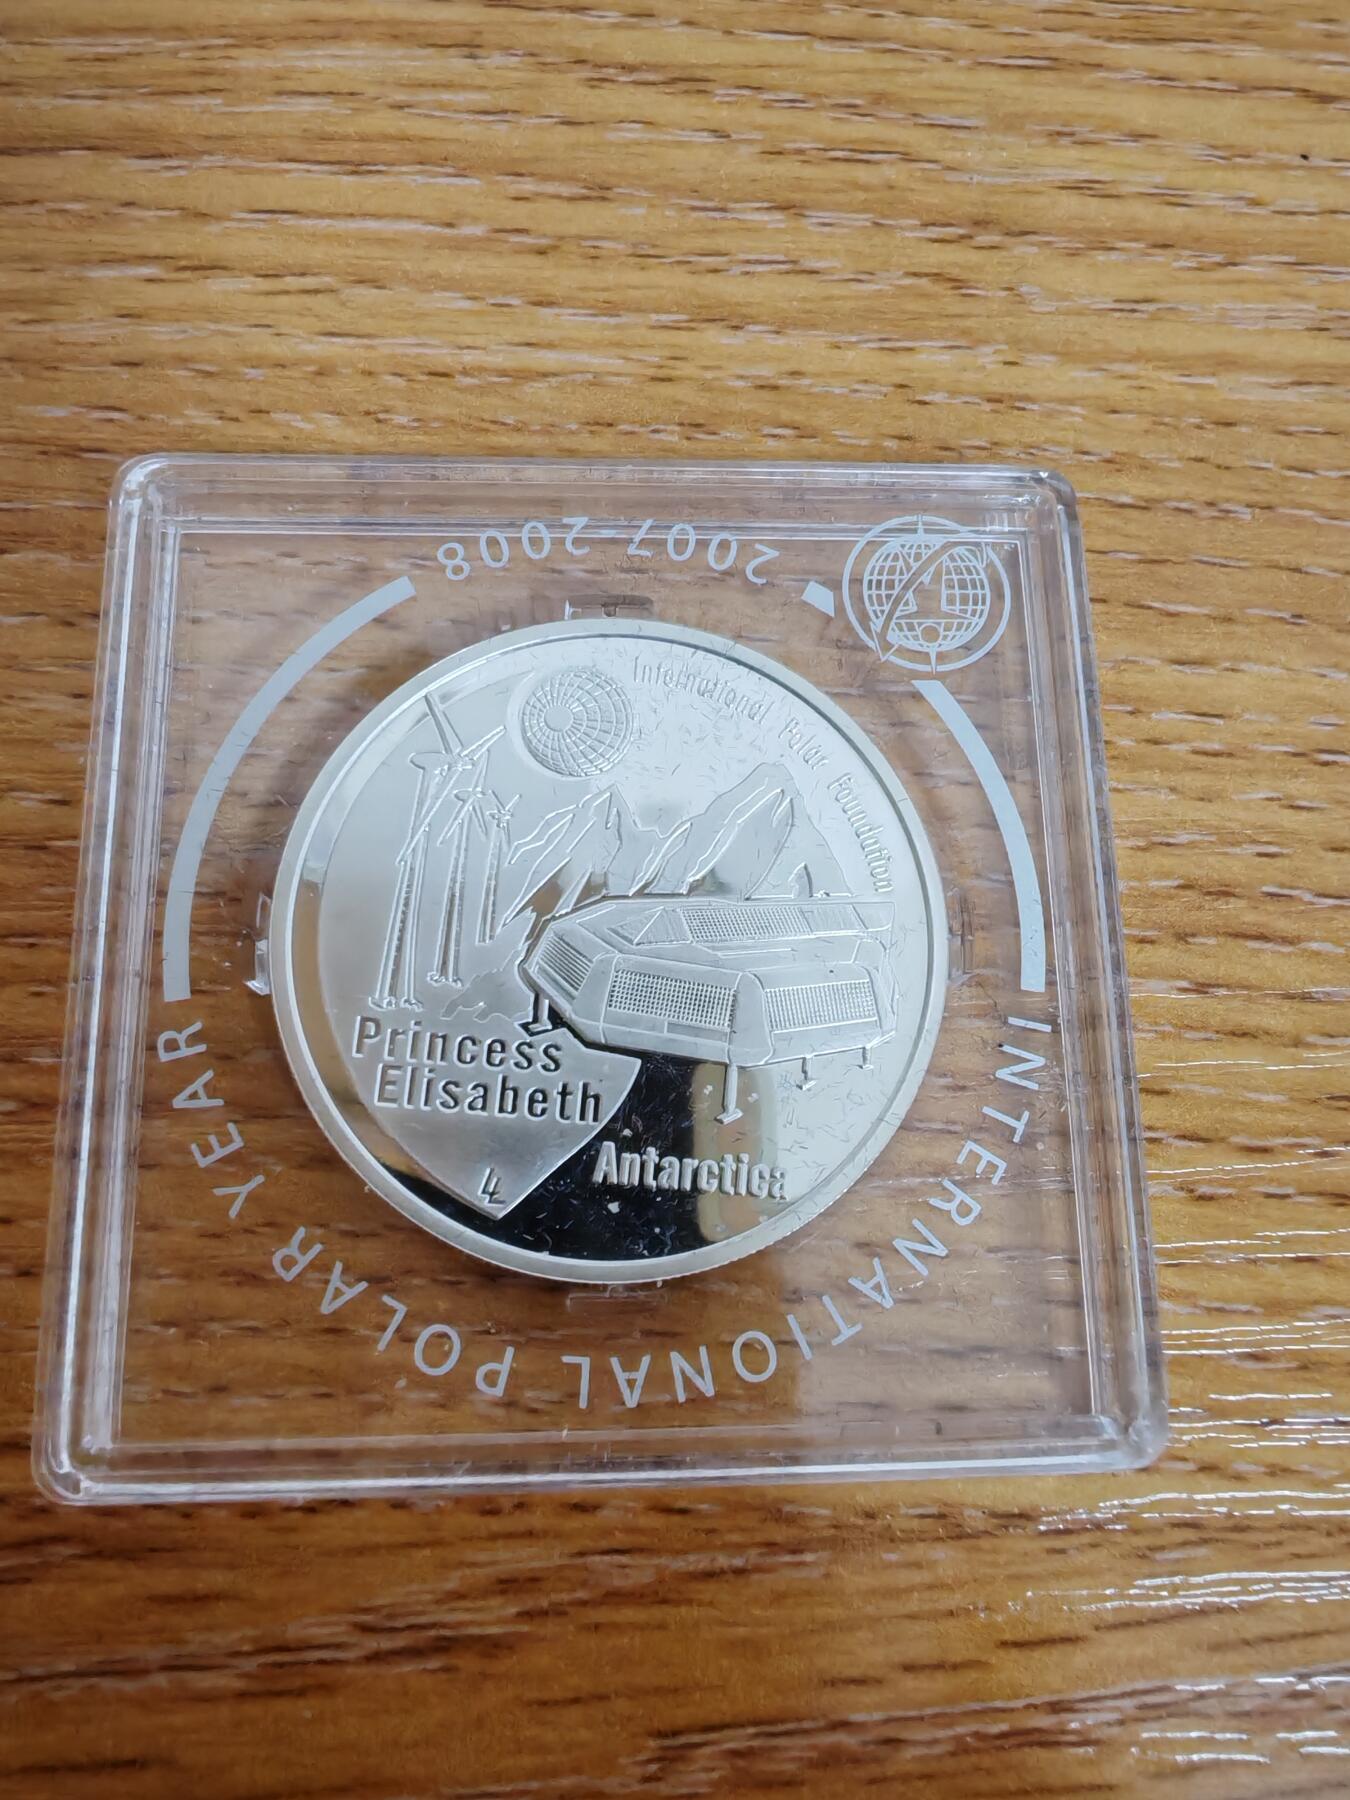 2007-2008
INTERNATIONAL POLAR YEAR
International Polar Foundation
Princess
Elisabeth
Antarctica